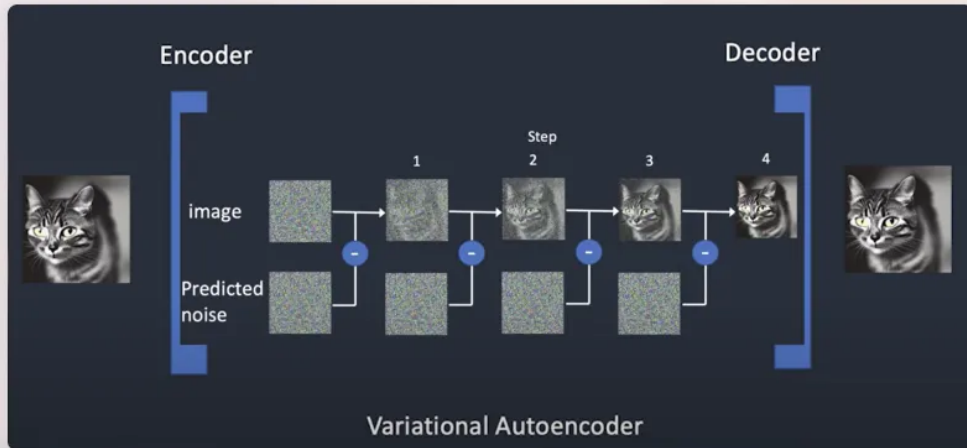 Encoder
Decoder
Step
1
2
3
4
image
-
-
-
-
Predicted
noise
Variational Autoencoder